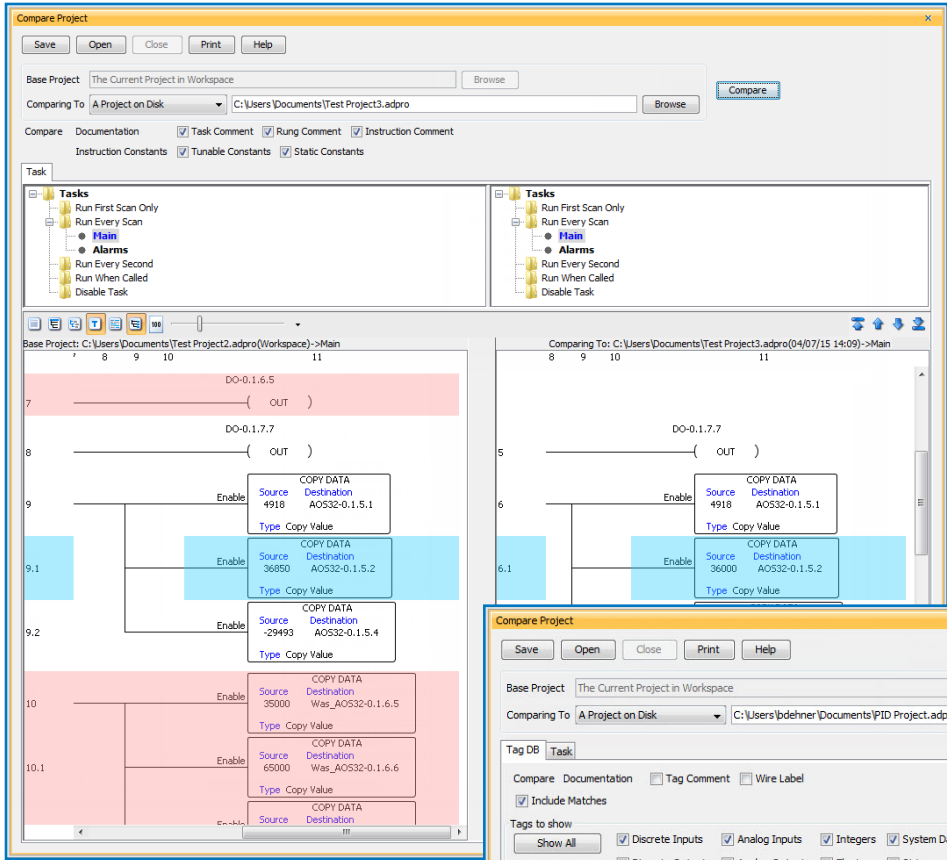 Compare Project
Save Open Close Print Help
Base Project The Current Project in Workspace Browse
Comparing To A Project on Disk C:\Users\Documents\Test Project3.adpro Browse
Compare
Compare Documentation Task Comment Rung Comment Instruction Comment
Instruction Constants Tunable Constants Static Constants
Task
Tasks
Run First Scan Only
Run Every Scan
Main
Alarms
Run Every Second
Run When Called
Disable Task
Tasks
Run First Scan Only
Run Every Scan
Main
Alarms
Run Every Second
Run When Called
Disable Task
T 100
Base Project: C:\Users\Documents\Test Project2.adpro(Workspace)->Main
8 9 10 11
DO-0.1.6.5
7 ( OUT )
DO-0.1.7.7
8 ( OUT )
COPY DATA
9 Enable Source Destination
4918 AOS32-0.1.5.1
Type Copy Value
COPY DATA
9.1 Enable Source Destination
36850 AOS32-0.1.5.2
Type Copy Value
COPY DATA
9.2 Enable Source Destination
-29493 AOS32-0.1.5.4
Type Copy Value
COPY DATA
10 Enable Source Destination
35000 Was_AOS32-0.1.6.5
Type Copy Value
COPY DATA
10.1 Enable Source Destination
65000 Was_AOS32-0.1.6.6
Type Copy Value
COPY DATA
Enable Source Destination
Comparing To: C:\Users\Documents\Test Project3.adpro(04/07/15 14:09)->Main
8 9 10 11
DO-0.1.7.7
5 ( OUT )
COPY DATA
6 Enable Source Destination
4918 AOS32-0.1.5.1
Type Copy Value
COPY DATA
6.1 Enable Source Destination
36000 AOS32-0.1.5.2
Type Copy Value
COPY DATA
Compare Project
Save Open Close Print Help
Base Project The Current Project in Workspace
Comparing To A Project on Disk C:\Users\bdehner\Documents\PID Project.adp
Tag DB Task
Compare Documentation Tag Comment Wire Label
Include Matches
Tags to show
Show All Discrete Inputs Analog Inputs Integers System D